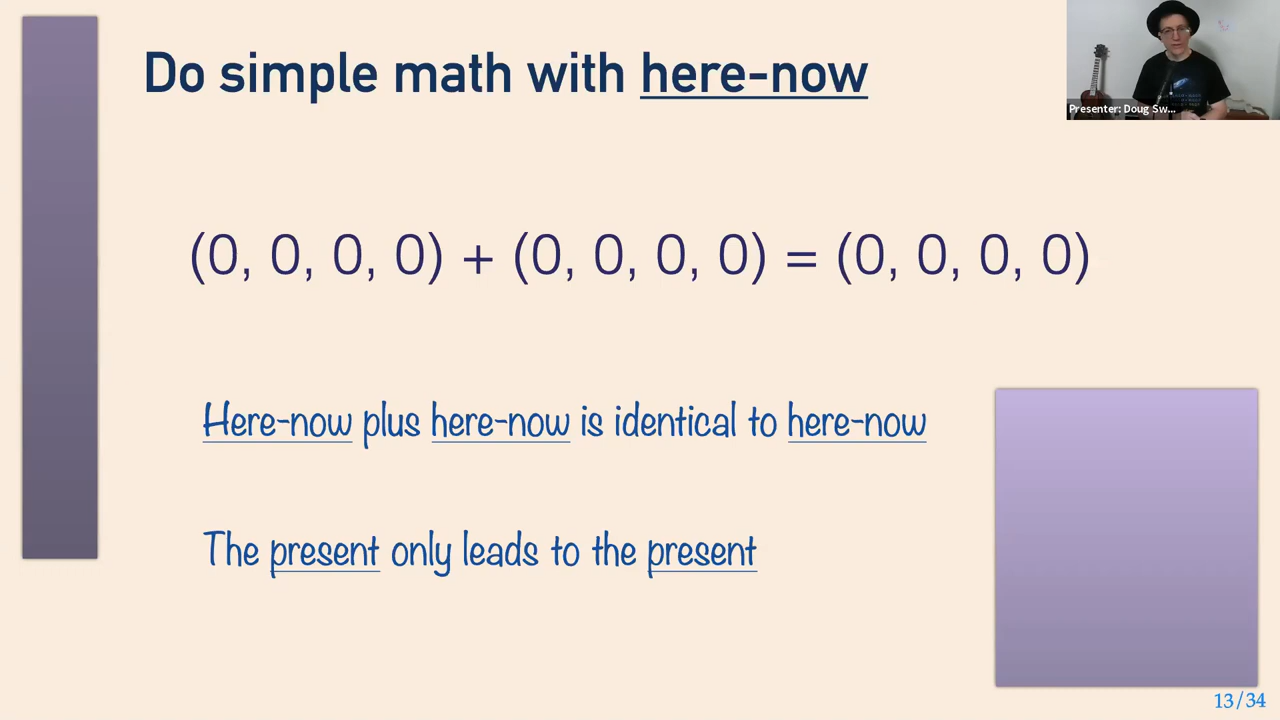 Do simple math with here-now
Presenter: Doug Sw...
(0, 0, 0, 0) + (0, 0, 0, 0) = (0, 0, 0, 0)
Here-now plus here-now is identical to here-now
The present only leads to the present
13/34